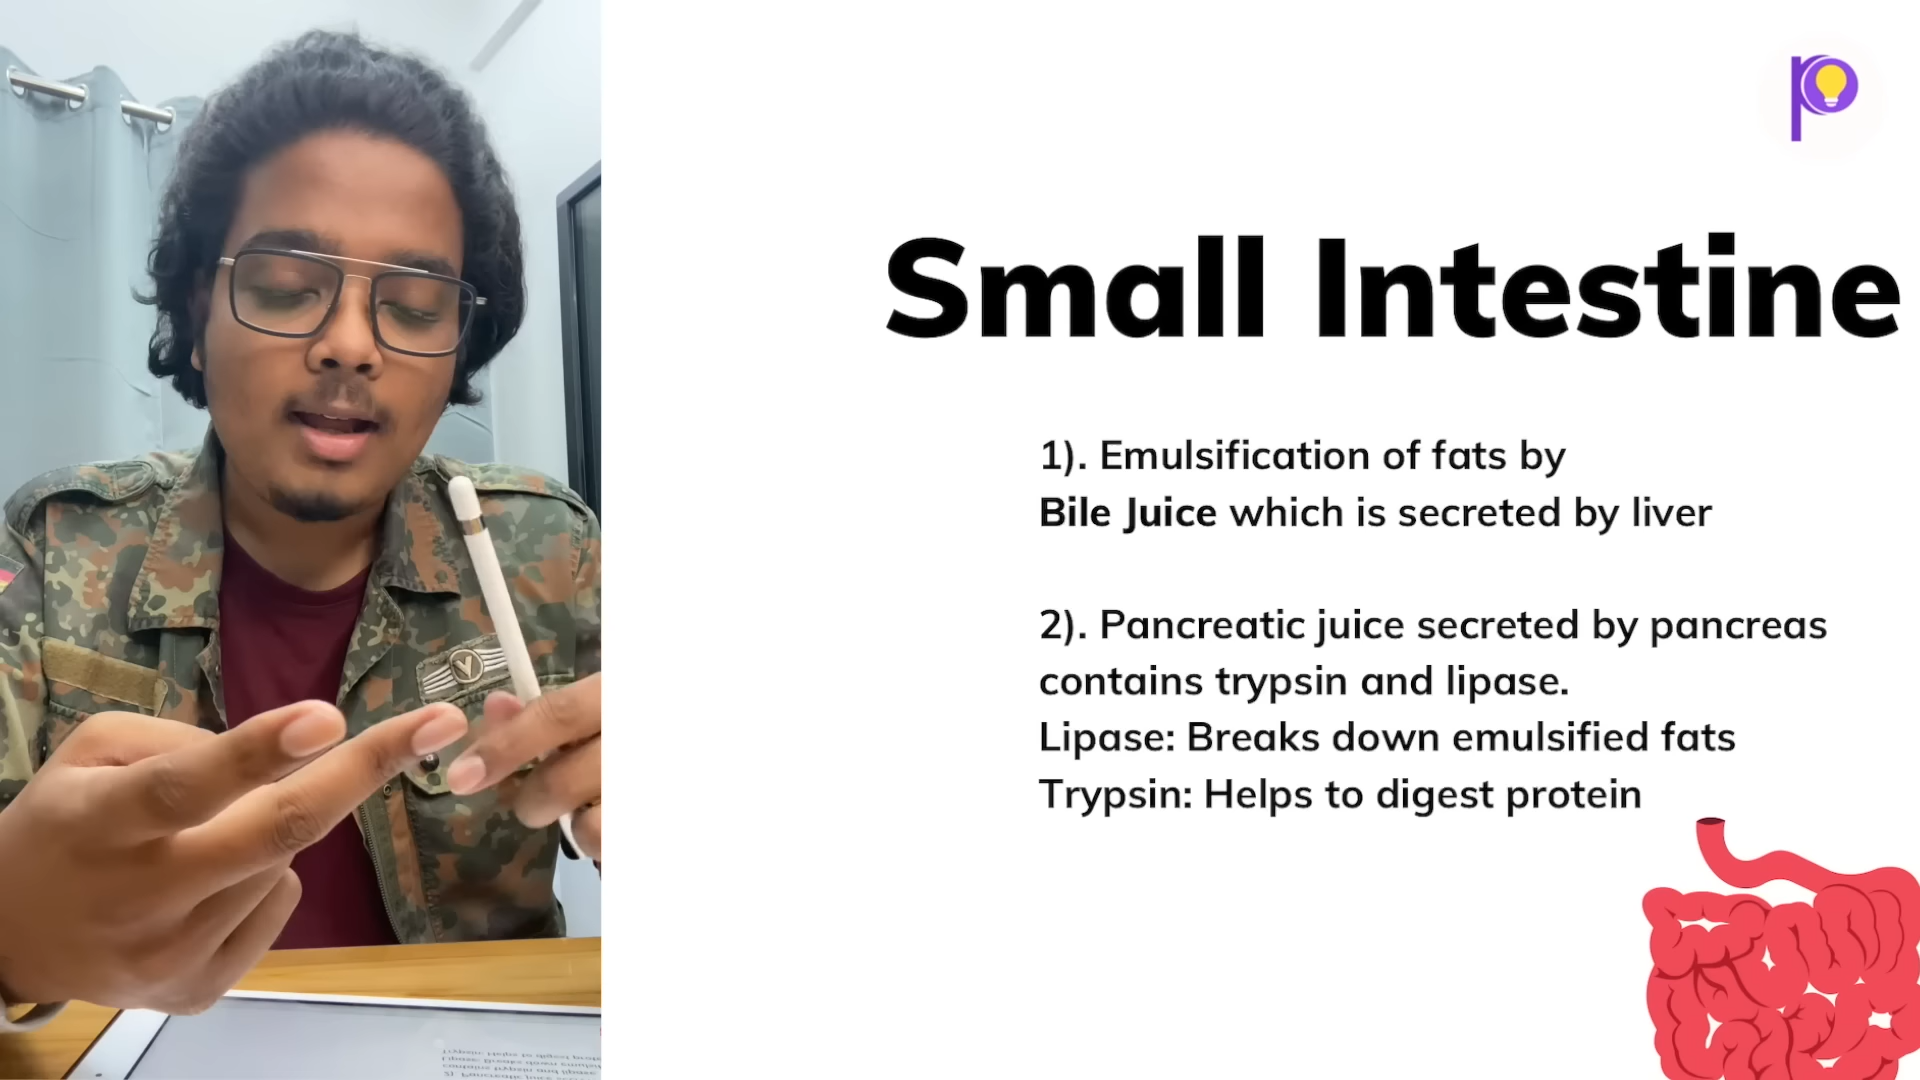 Small Intestine
1). Emulsification of fats by
Bile Juice which is secreted by liver
2). Pancreatic juice secreted by pancreas
contains trypsin and lipase.
Lipase: Breaks down emulsified fats
Trypsin: Helps to digest protein